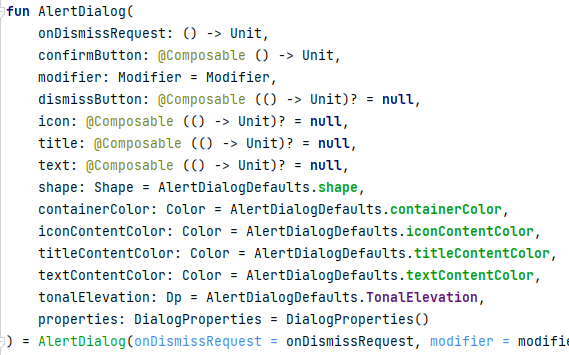 fun AlertDialog(
onDismissRequest: () -> Unit,
confirmButton: @Composable () -> Unit,
modifier: Modifier = Modifier,
dismissButton: @Composable (() -> Unit)? = null,
icon: @Composable (() -> Unit)? = null,
title: @Composable (() -> Unit)? = null,
text: @Composable (() -> Unit)? = null,
shape: Shape = AlertDialogDefaults.shape,
containerColor: Color = AlertDialogDefaults.containerColor,
iconContentColor: Color = AlertDialogDefaults.iconContentColor,
titleContentColor: Color = AlertDialogDefaults.titleContentColor,
textContentColor: Color = AlertDialogDefaults.textContentColor,
tonalElevation: Dp = AlertDialogDefaults.TonalElevation,
properties: DialogProperties = DialogProperties()
) = AlertDialog(onDismissRequest = onDismissRequest, modifier = modifie